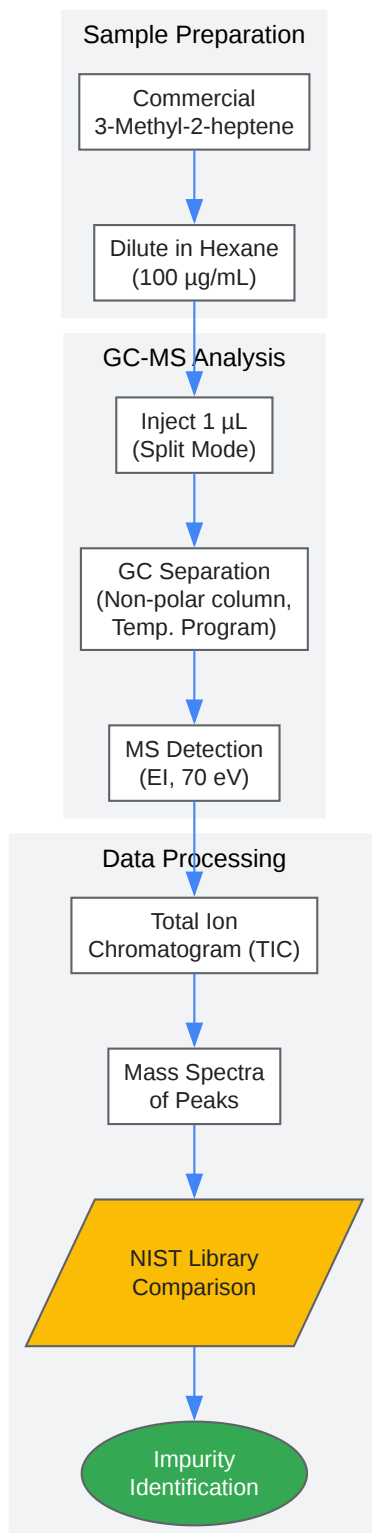 Sample Preparation
Commercial
3-Methyl-2-heptene
Dilute in Hexane
(100 µg/mL)
GC-MS Analysis
Inject 1 µL
(Split Mode)
GC Separation
(Non-polar column,
Temp. Program)
MS Detection
(EI, 70 eV)
Data Processing
Total Ion
Chromatogram (TIC)
Mass Spectra
of Peaks
NIST Library
Comparison
Impurity
Identification